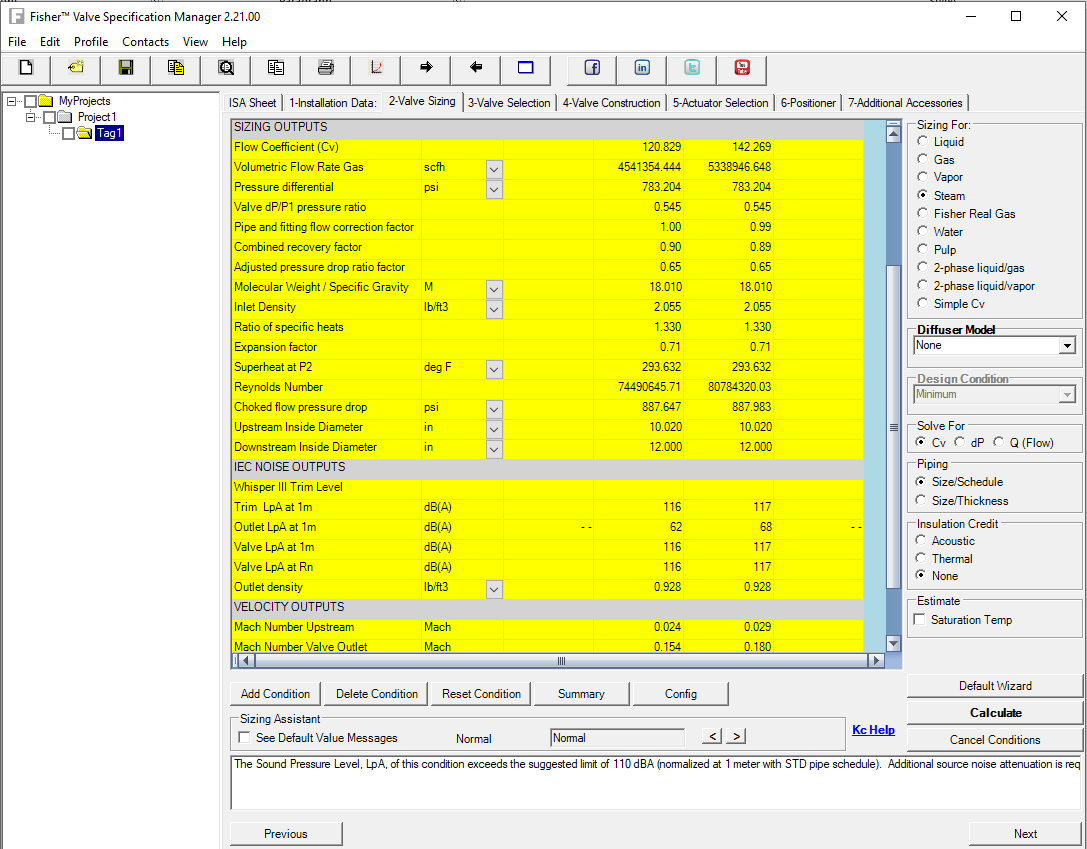 Fisher™ Valve Specification Manager 2.21.00
File Edit Profile Contacts View Help
MyProjects
Project1
Tag1
ISA Sheet 1-Installation Data: 2-Valve Sizing 3-Valve Selection 4-Valve Construction 5-Actuator Selection 6-Positioner 7-Additional Accessories
SIZING OUTPUTS
Flow Coefficient (Cv) 120.829 142.269
Volumetric Flow Rate Gas scfh 4541354.444 5338946.648
Pressure differential psi 783.204 783.204
Valve dP/P1 pressure ratio 0.545 0.545
Pipe and fitting flow correction factor 1.00 0.99
Combined recovery factor 0.90 0.89
Adjusted pressure drop ratio factor 0.65 0.65
Molecular Weight / Specific Gravity M 18.010 18.010
Inlet Density lb/ft3 2.055 2.055
Ratio of specific heats 1.330 1.330
Expansion factor 0.71 0.71
Superheat at P2 deg F 293.632 293.632
Reynolds Number 74490645.71 80784320.03
Choked flow pressure drop psi 887.647 887.983
Upstream Inside Diameter in 10.020 10.020
Downstream Inside Diameter in 12.000 12.000
IEC NOISE OUTPUTS
Whisper III Trim Level
Trim LpA at 1m dB(A) 116 117
Outlet LpA at 1m dB(A) - - 62 68 - -
Valve LpA at 1m dB(A) 116 117
Valve LpA at Rn dB(A) 116 117
Outlet density lb/ft3 0.928 0.928
VELOCITY OUTPUTS
Mach Number Upstream Mach 0.024 0.029
Mach Number Valve Outlet Mach 0.154 0.180
Sizing For:
Liquid
Gas
Vapor
Steam
Fisher Real Gas
Water
Pulp
2-phase liquid/gas
2-phase liquid/vapor
Simple Cv
Diffuser Model
None
Design Condition
Minimum
Solve For
Cv dP Q (Flow)
Piping
Size/Schedule
Size/Thickness
Insulation Credit
Acoustic
Thermal
None
Estimate
Saturation Temp
Default Wizard
Calculate
Cancel Conditions
Add Condition Delete Condition Reset Condition Summary Config
Sizing Assistant
See Default Value Messages Normal Normal < > Kc Help
The Sound Pressure Level, LpA, of this condition exceeds the suggested limit of 110 dBA (normalized at 1 meter with STD pipe schedule). Additional source noise attenuation is req
Previous Next